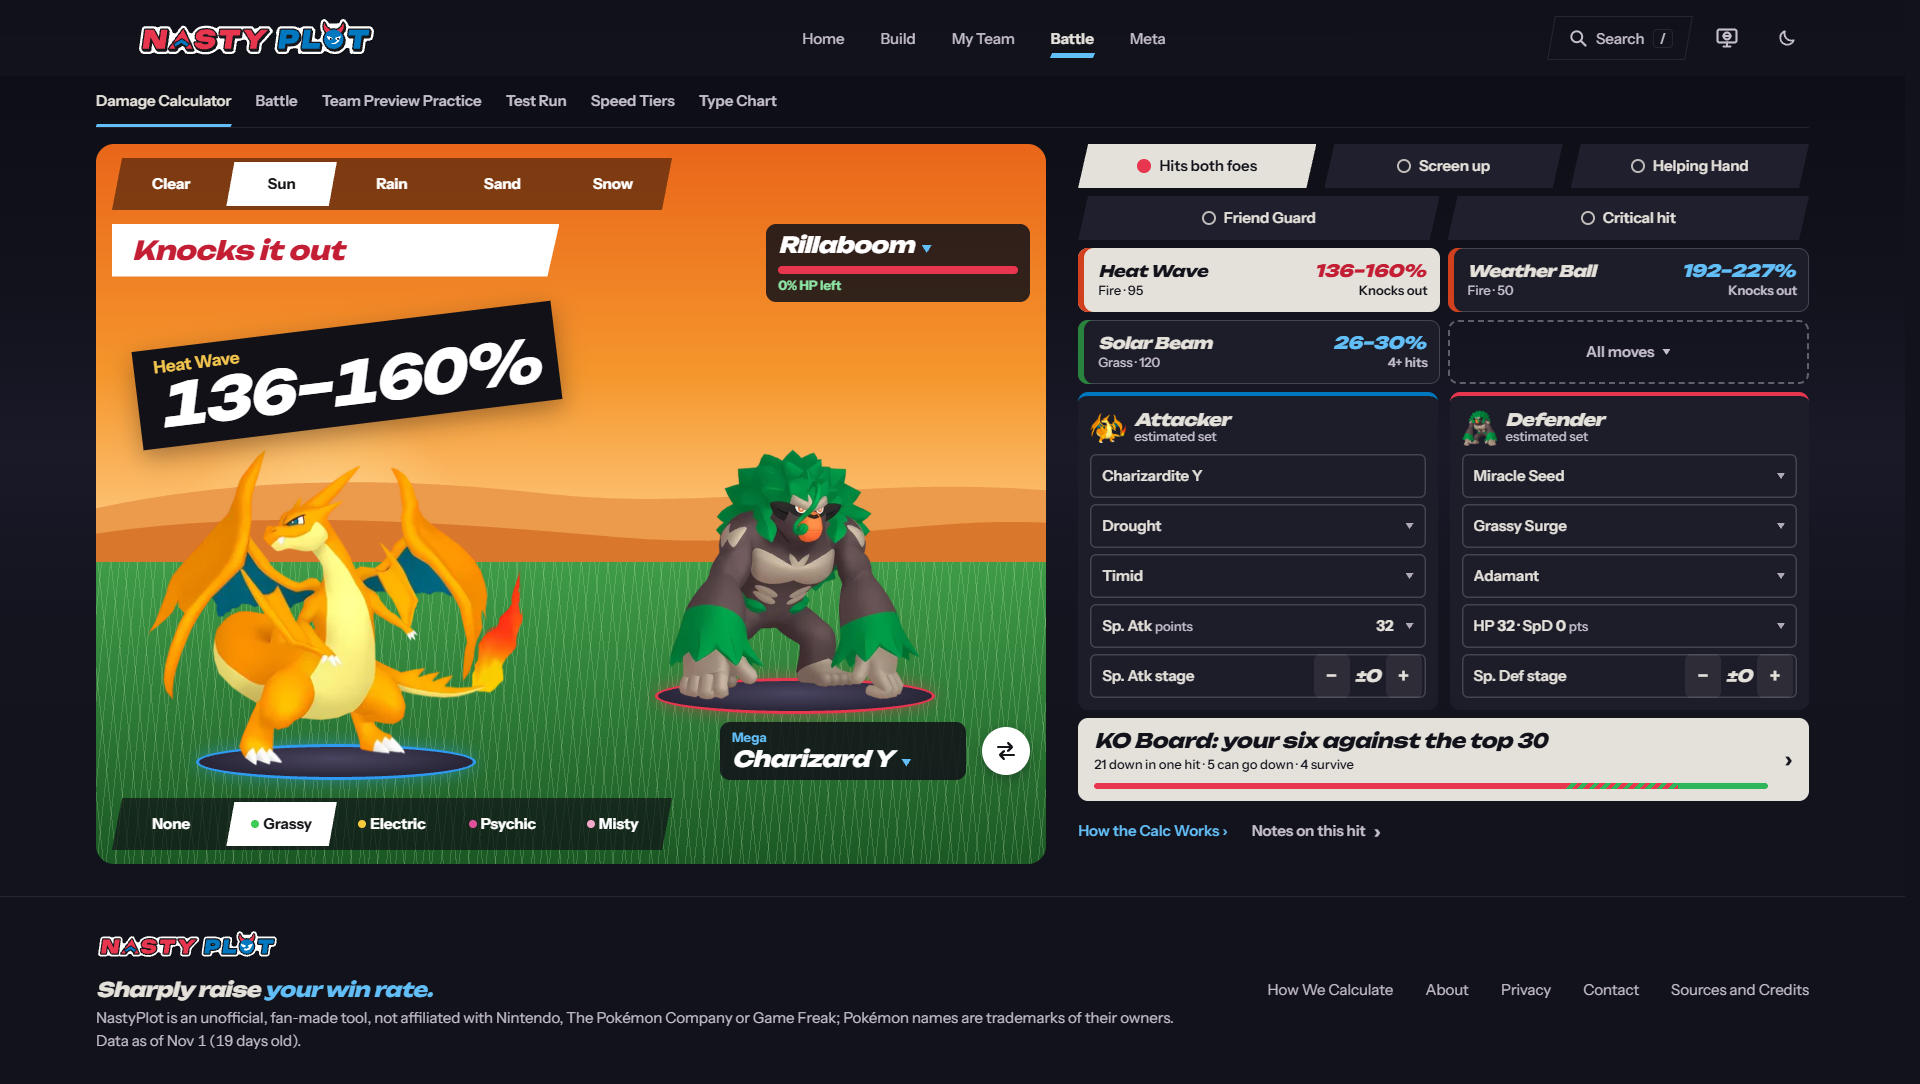 NASTY PLOT
Home
Build
My Team
Battle
Meta
Search /
Damage Calculator
Battle
Team Preview Practice
Test Run
Speed Tiers
Type Chart
Clear
Sun
Rain
Sand
Snow
Knocks it out
Rillaboom
0% HP left
Heat Wave
136–160%
Mega
Charizard Y
None
Grassy
Electric
Psychic
Misty
Hits both foes
Screen up
Helping Hand
Friend Guard
Critical hit
Heat Wave 136–160%
Fire · 95 Knocks out
Weather Ball 192–227%
Fire · 50 Knocks out
Solar Beam 26–30%
Grass · 120 4+ hits
All moves
Attacker
estimated set
Charizardite Y
Drought
Timid
Sp. Atk points 32
Sp. Atk stage − ±0 +
Defender
estimated set
Miracle Seed
Grassy Surge
Adamant
HP 32 · SpD 0 pts
Sp. Def stage − ±0 +
KO Board: your six against the top 30
21 down in one hit · 5 can go down · 4 survive
How the Calc Works ›
Notes on this hit ›
NASTY PLOT
Sharply raise your win rate.
NastyPlot is an unofficial, fan-made tool, not affiliated with Nintendo, The Pokémon Company or Game Freak; Pokémon names are trademarks of their owners.
Data as of Nov 1 (19 days old).
How We Calculate
About
Privacy
Contact
Sources and Credits